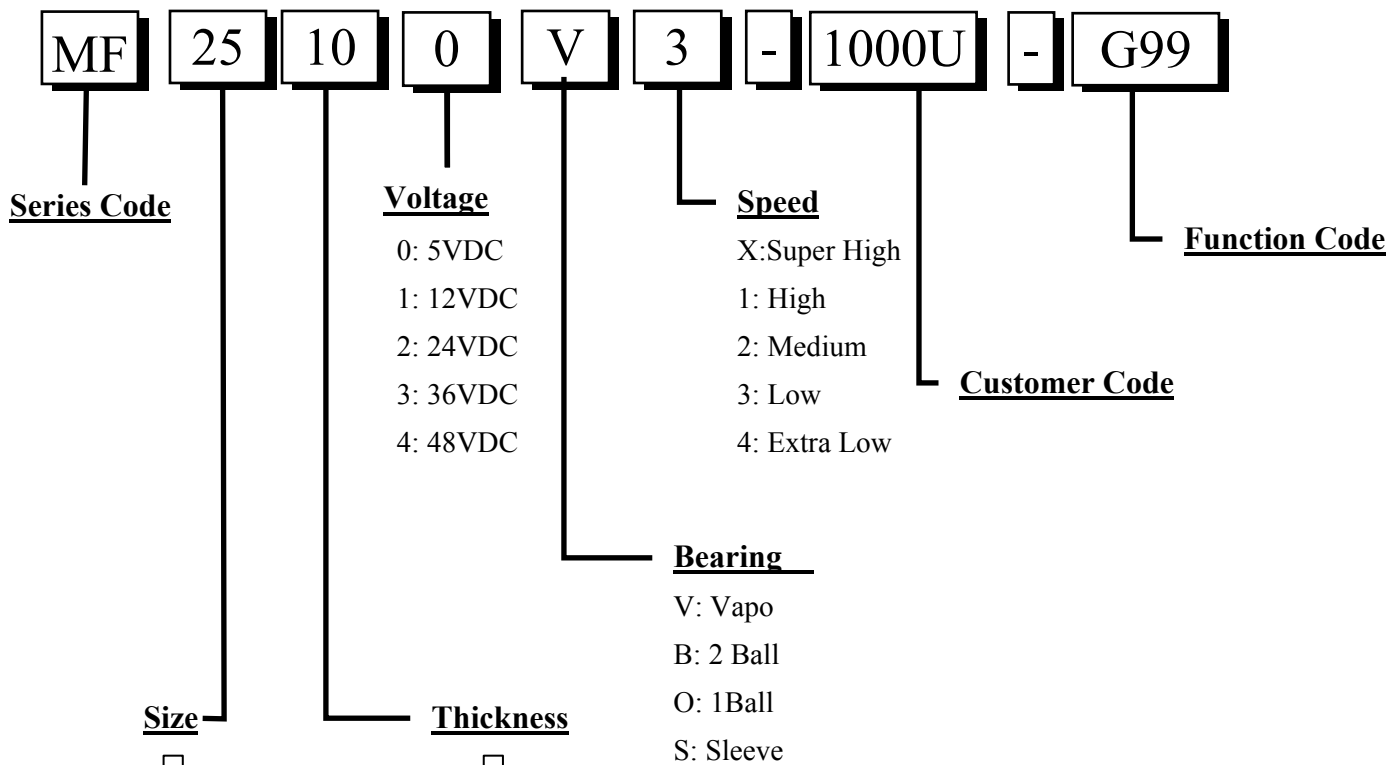 MF 25 10 0 V 3 - 1000U - G99
Series Code
Voltage
0: 5VDC
1: 12VDC
2: 24VDC
3: 36VDC
4: 48VDC
Speed
X:Super High
1: High
2: Medium
3: Low
4: Extra Low
Function Code
Customer Code
Bearing
V: Vapo
B: 2 Ball
O: 1Ball
S: Sleeve
Size
Thickness